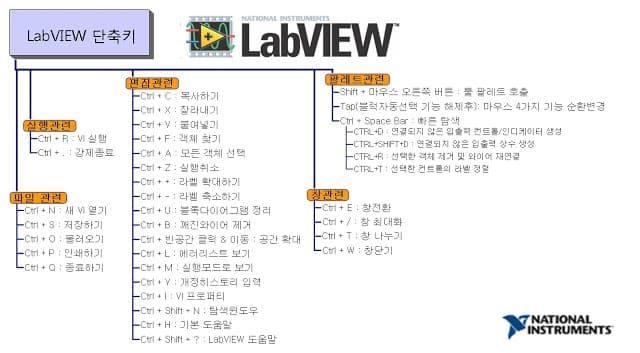 LabVIEW 단축키
NATIONAL INSTRUMENTS
LabVIEW™
실행관련
Ctrl + R : VI 실행
Ctrl + . : 강제종료
파일 관련
Ctrl + N : 새 VI 열기
Ctrl + S : 저장하기
Ctrl + O : 불러오기
Ctrl + P : 인쇄하기
Ctrl + Q : 종료하기
편집관련
Ctrl + C : 복사하기
Ctrl + X : 잘라내기
Ctrl + V : 붙여넣기
Ctrl + F : 객체 찾기
Ctrl + A : 모든 객체 선택
Ctrl + Z : 실행취소
Ctrl + + : 라벨 확대하기
Ctrl + - : 라벨 축소하기
Ctrl + U : 블록다이어그램 정리
Ctrl + B : 깨진와이어 제거
Ctrl + 빈공간 클릭 & 이동 : 공간 확대
Ctrl + L : 에러리스트 보기
Ctrl + M : 실행모드로 보기
Ctrl + Y : 개정히스토리 입력
Ctrl + I : VI 프로퍼티
Ctrl + Shift + N : 탐색윈도우
Ctrl + H : 기본 도움말
Ctrl + Shift + ? : LabVIEW 도움말
팔레트관련
Shift + 마우스 오른쪽 버튼 : 툴 팔레트 호출
Tap(툴럭자동선택 기능 해제후): 마우스 4가지 기능 순환변경
Ctrl + Space Bar : 빠른 탐색
CTRL+D : 연결되지 않은 입출력 컨트롤/인디케이터 생성
CTRL+SHIFT+D : 연결되지 않은 입출력 상수 생성
CTRL+R : 선택한 객체 제거 및 와이어 재연결
CTRL+T : 선택한 컨트롤의 라벨 정렬
창관련
Ctrl + E : 창전환
Ctrl + / : 창 최대화
Ctrl + T : 창 나누기
Ctrl + W : 창닫기
NATIONAL
INSTRUMENTS